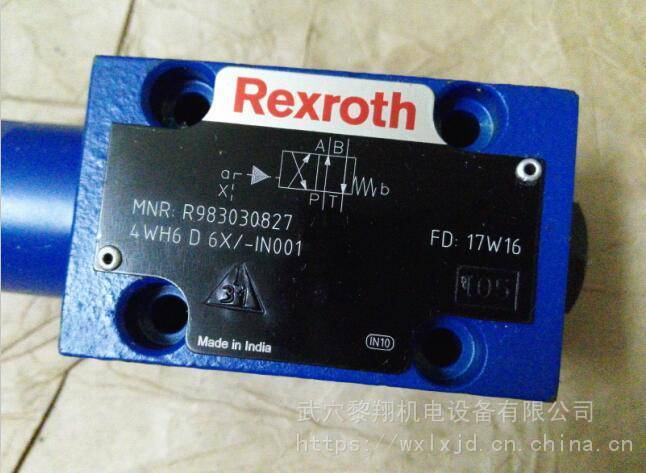 Rexroth
A B
a
X
b
P T
MNR: R983030827
4WH6 D 6X/-IN001
FD: 17W16
105
Made in India
IN10
武穴黎翔机电设备有限公司
https://wxlxjd.cn.china.cn